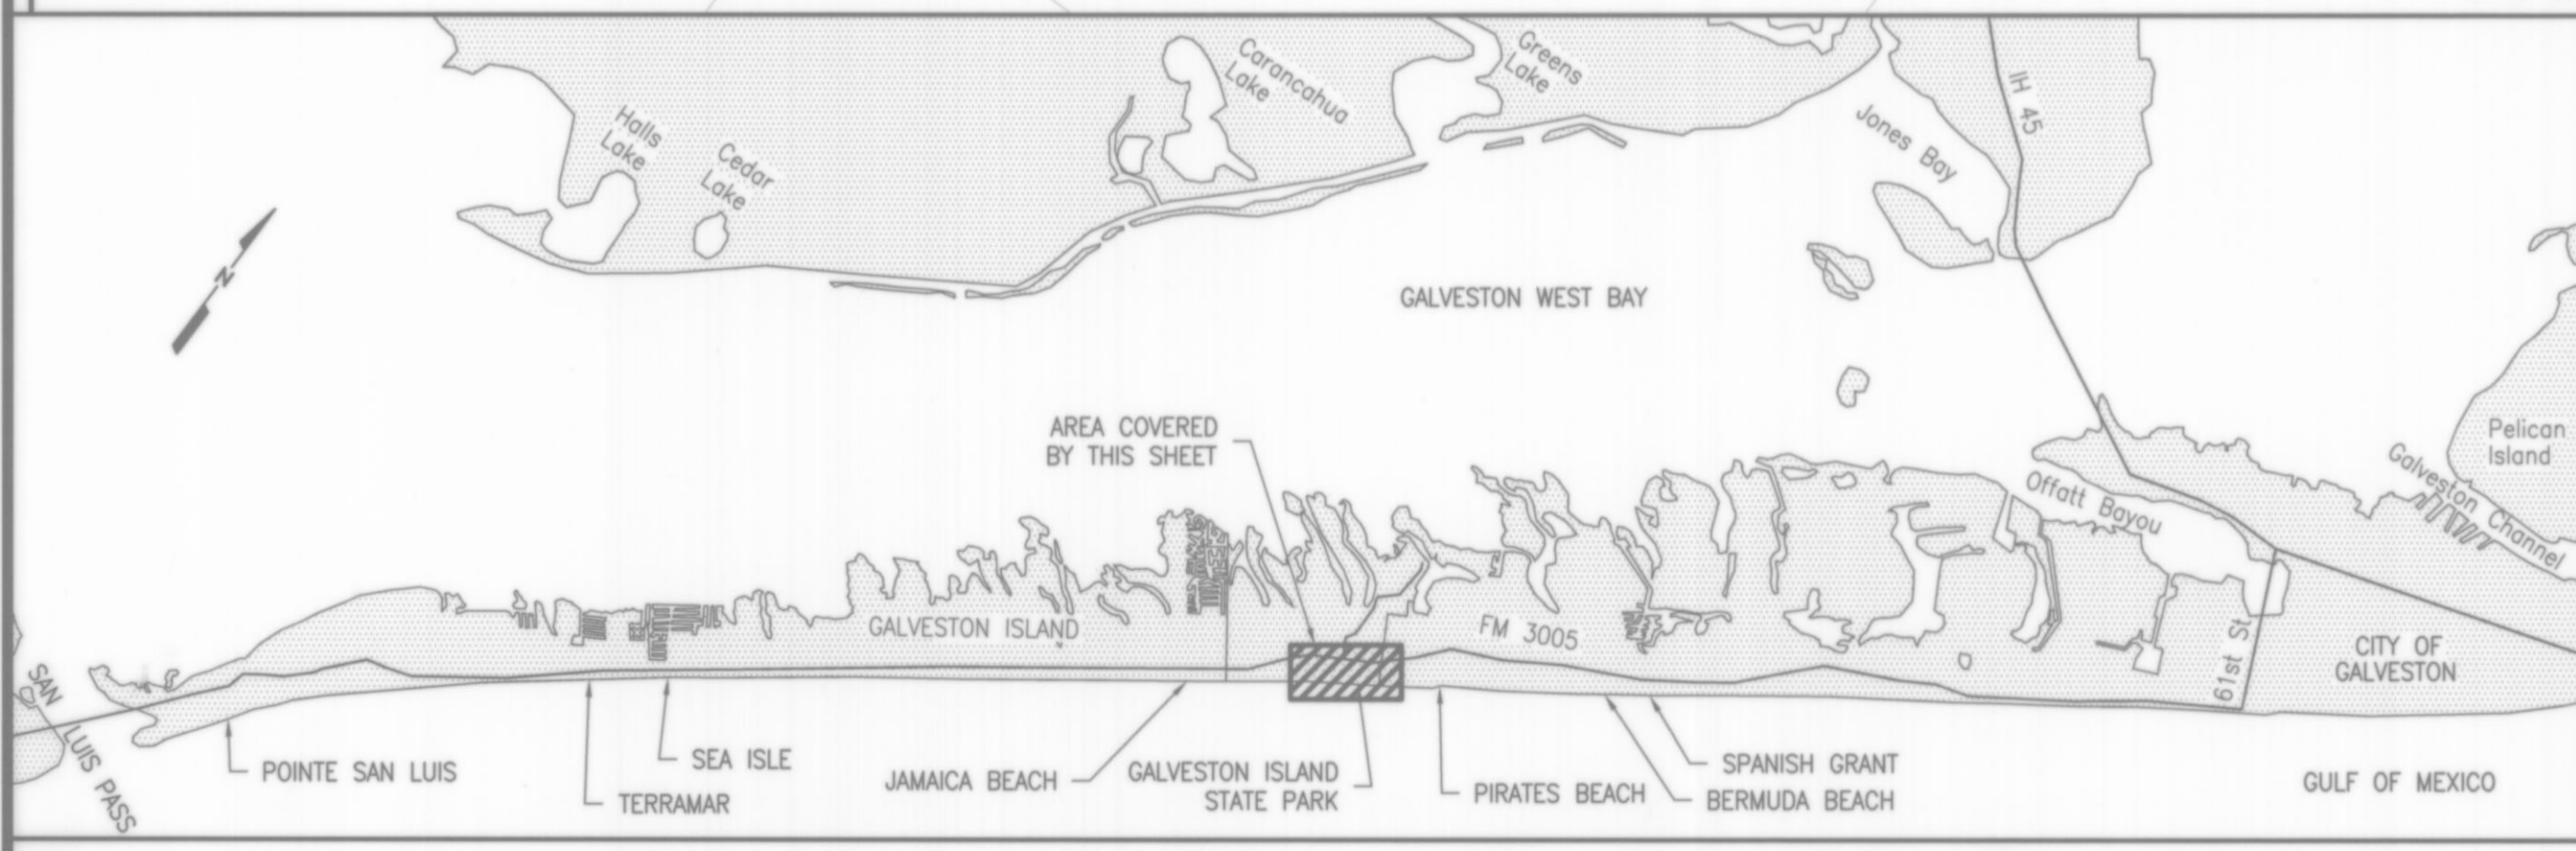 Carancahua
Lake
Greens
Lake
IH 45
Halls
Lake
Cedar
Lake
Jones Bay
N
GALVESTON WEST BAY
AREA COVERED
BY THIS SHEET
Pelican
Island
Galveston Channel
Offatt Bayou
GALVESTON ISLAND
FM 3005
61st St
CITY OF
GALVESTON
SAN LUIS PASS
POINTE SAN LUIS
SEA ISLE
TERRAMAR
JAMAICA BEACH
GALVESTON ISLAND
STATE PARK
PIRATES BEACH
SPANISH GRANT
BERMUDA BEACH
GULF OF MEXICO